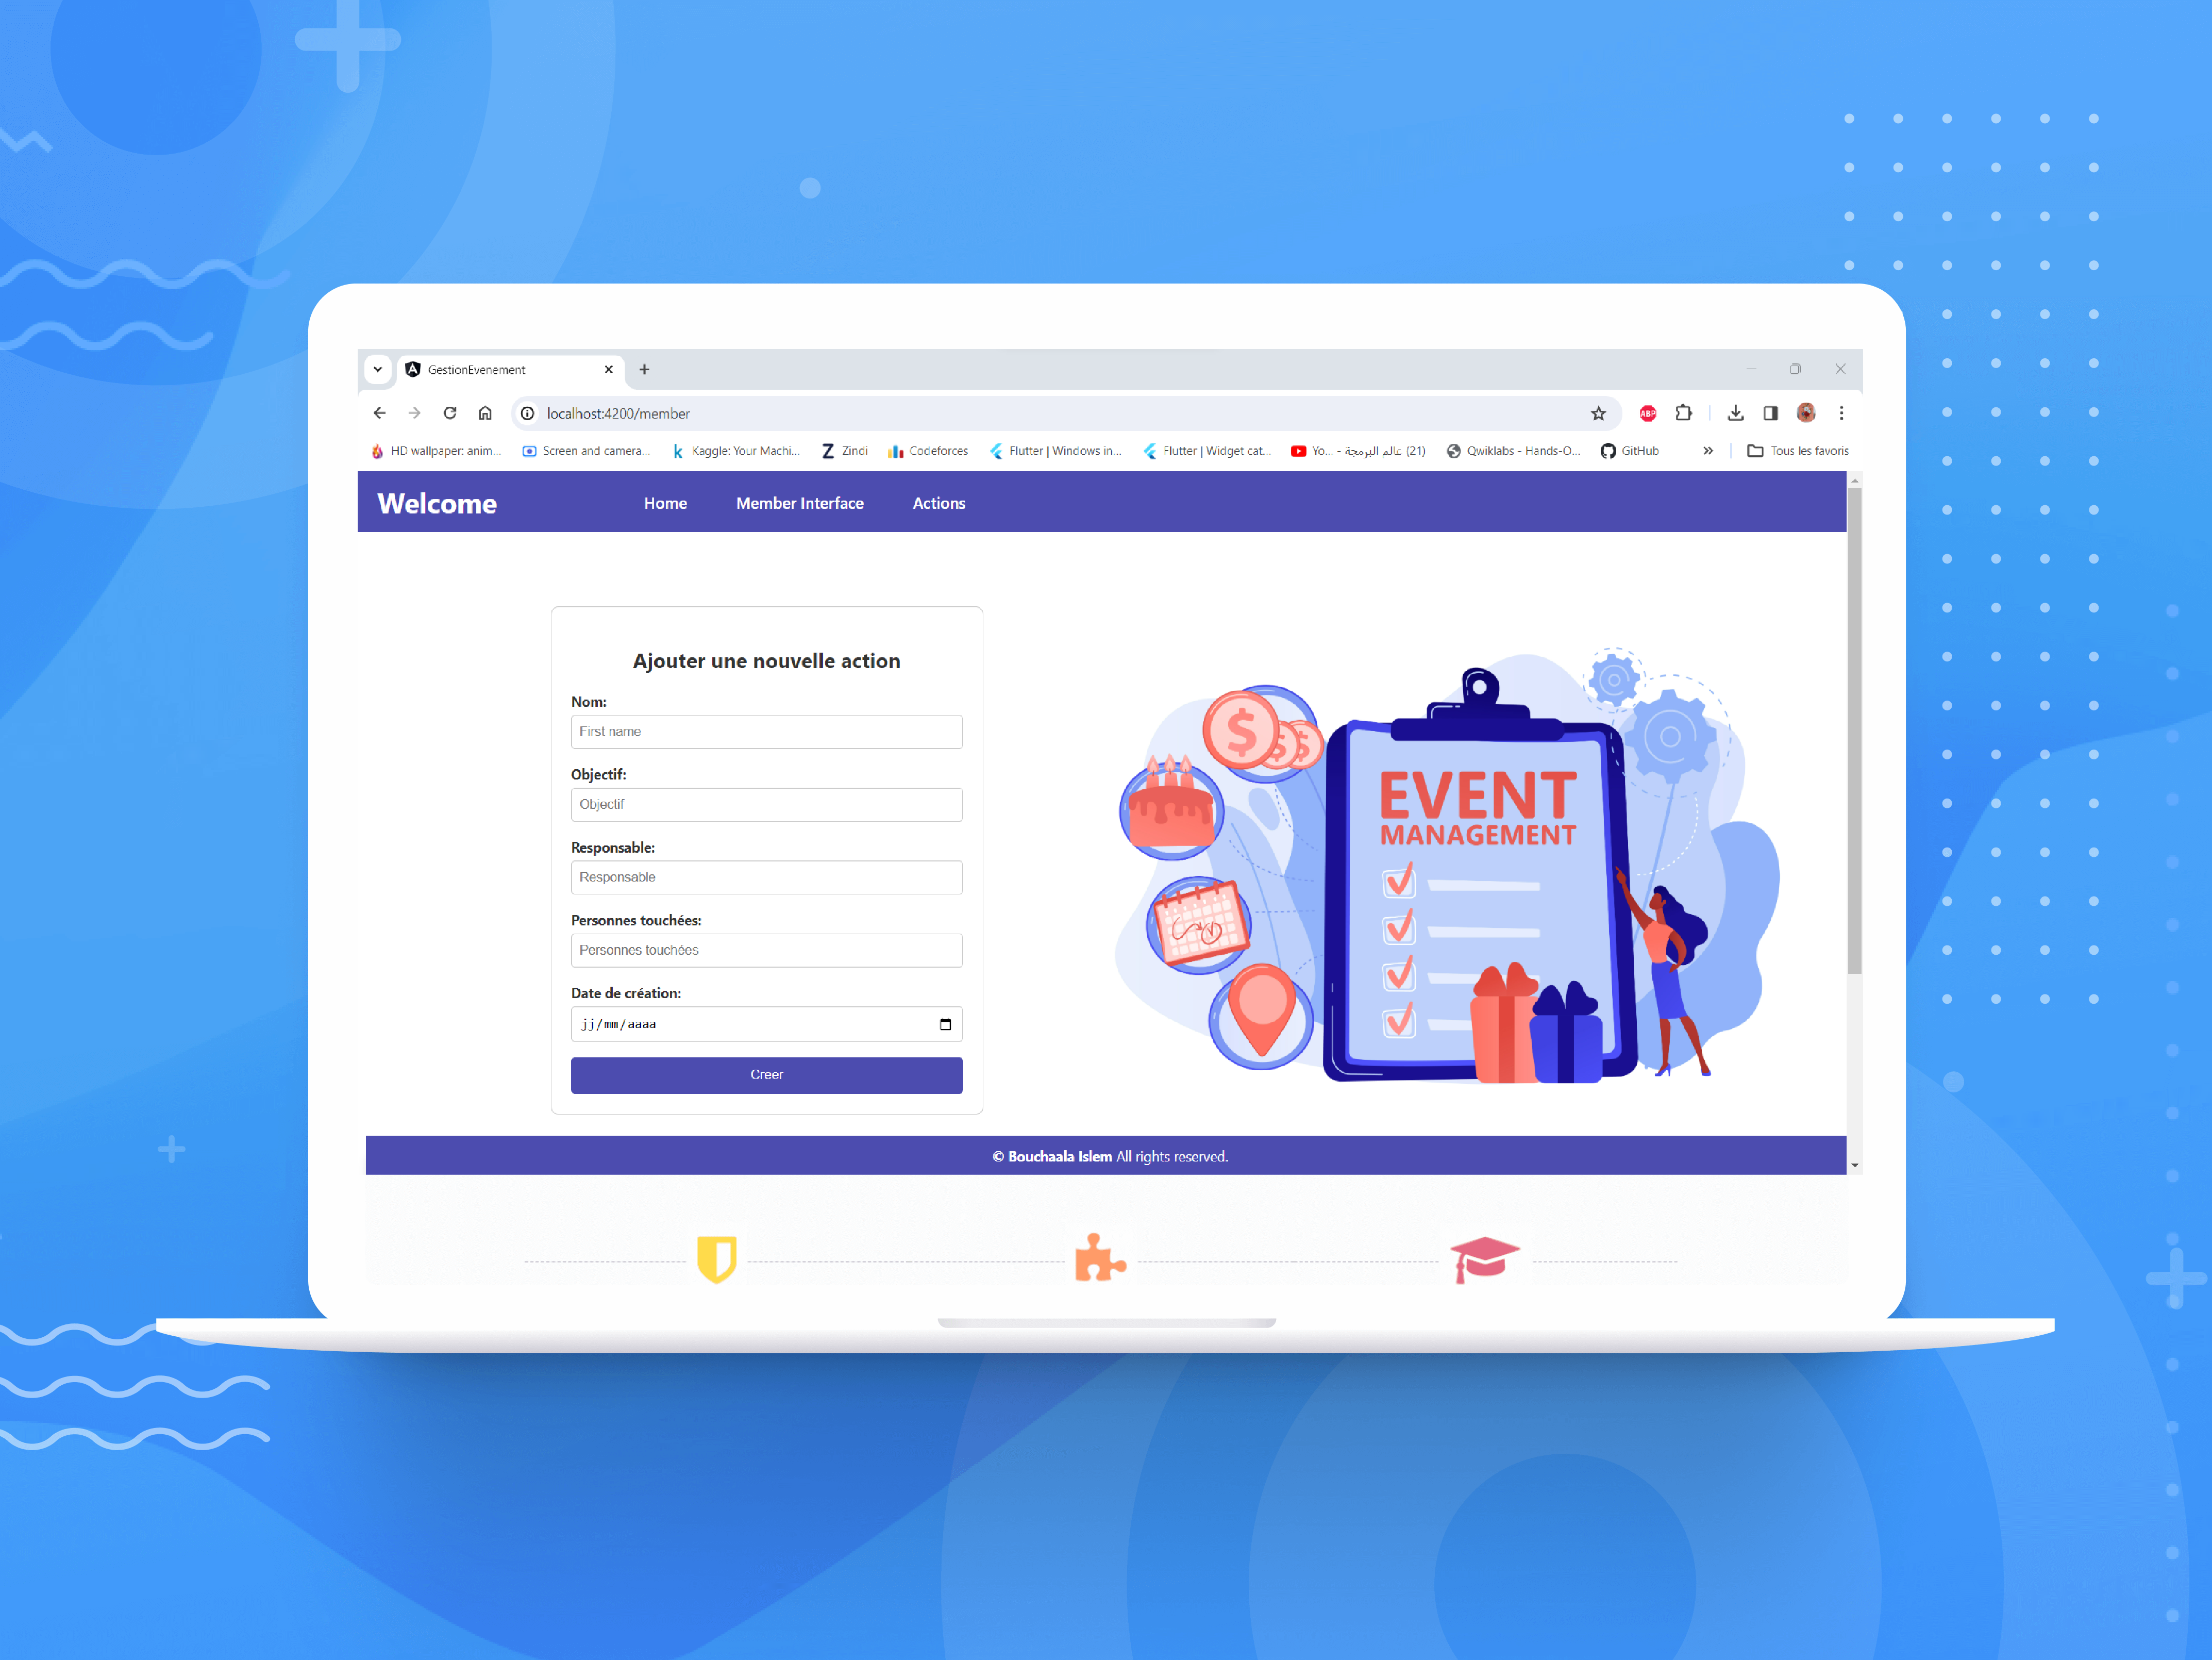 GestionEvenement
localhost:4200/member
ABP
HD wallpaper: anim...
Screen and camera...
Kaggle: Your Machi...
Zindi
Codeforces
Flutter | Windows in...
Flutter | Widget cat...
Yo... - عالم البرمجة (21)
Qwiklabs - Hands-O...
GitHub
Tous les favoris
Welcome
Home
Member Interface
Actions
Ajouter une nouvelle action
Nom:
First name
Objectif:
Objectif
Responsable:
Responsable
Personnes touchées:
Personnes touchées
Date de création:
jj/mm/aaaa
Creer
EVENT
MANAGEMENT
© Bouchaala Islem All rights reserved.